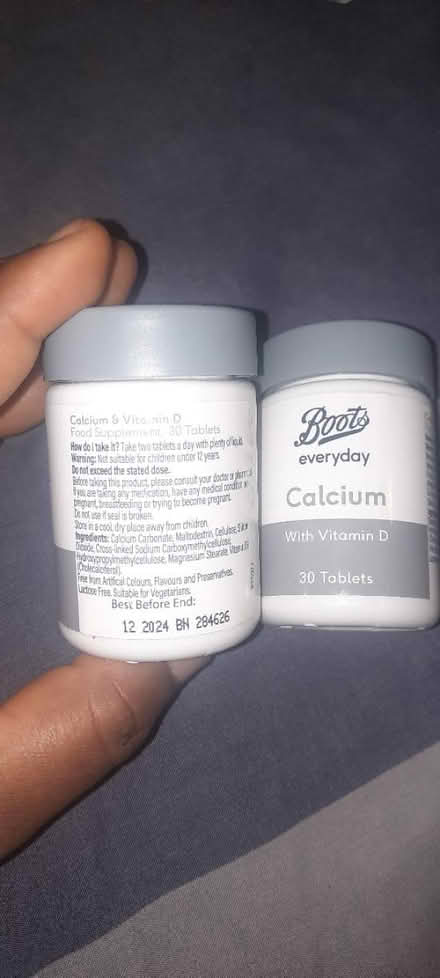 Calcium & Vitamin D
Food Supplement. 30 Tablets
How do i take it? Take two tablets a day with plenty of liquid.
Warning: Not suitable for children under 12 years.
Do not exceed the stated dose.
Before taking this product, please consult your doctor or
if you are taking any medication, have any medical condition
pregnant, breastfeeding or trying to become pregnant.
Do not use if seal is broken.
Store in a cool dry place away from children.
Ingredients: Calcium Carbonate, Maltodextrin, Cellulose,
Cross-linked Sodium Carboxymethylcellulose,
Hydroxypropylmethylcellulose, Magnesium Stearate,
(Cholecalciferol).
Free from Artificial Colours, Flavours and Preservatives.
Lactose Free. Suitable for Vegetarians.
Best Before End:
12 2024 BN 284626
Boots
everyday
Calcium
With Vitamin D
30 Tablets